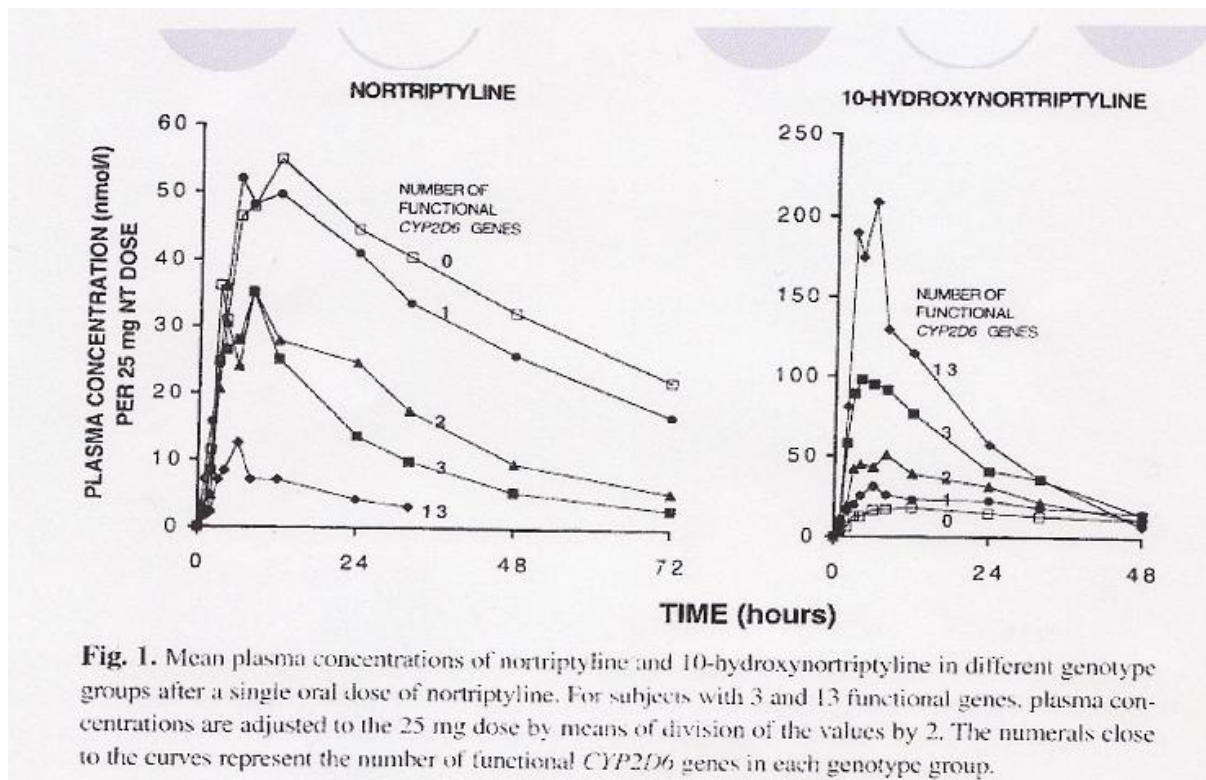 NORTRIPTYLINE
PLASMA CONCENTRATION (nmol/l)
PER 25 mg NT DOSE
60
50
40
30
20
10
0
NUMBER OF
FUNCTIONAL
CYP2D6 GENES
0
1
2
3
13
0 24 48 72
10-HYDROXYNORTRIPTYLINE
250
200
150
100
50
0
NUMBER OF
FUNCTIONAL
CYP2D6 GENES
13
3
2
1
0
0 24 48
TIME (hours)
Fig. 1. Mean plasma concentrations of nortriptyline and 10-hydroxynortriptyline in different genotype
groups after a single oral dose of nortriptyline. For subjects with 3 and 13 functional genes, plasma con-
centrations are adjusted to the 25 mg dose by means of division of the values by 2. The numerals close
to the curves represent the number of functional CYP2D6 genes in each genotype group.